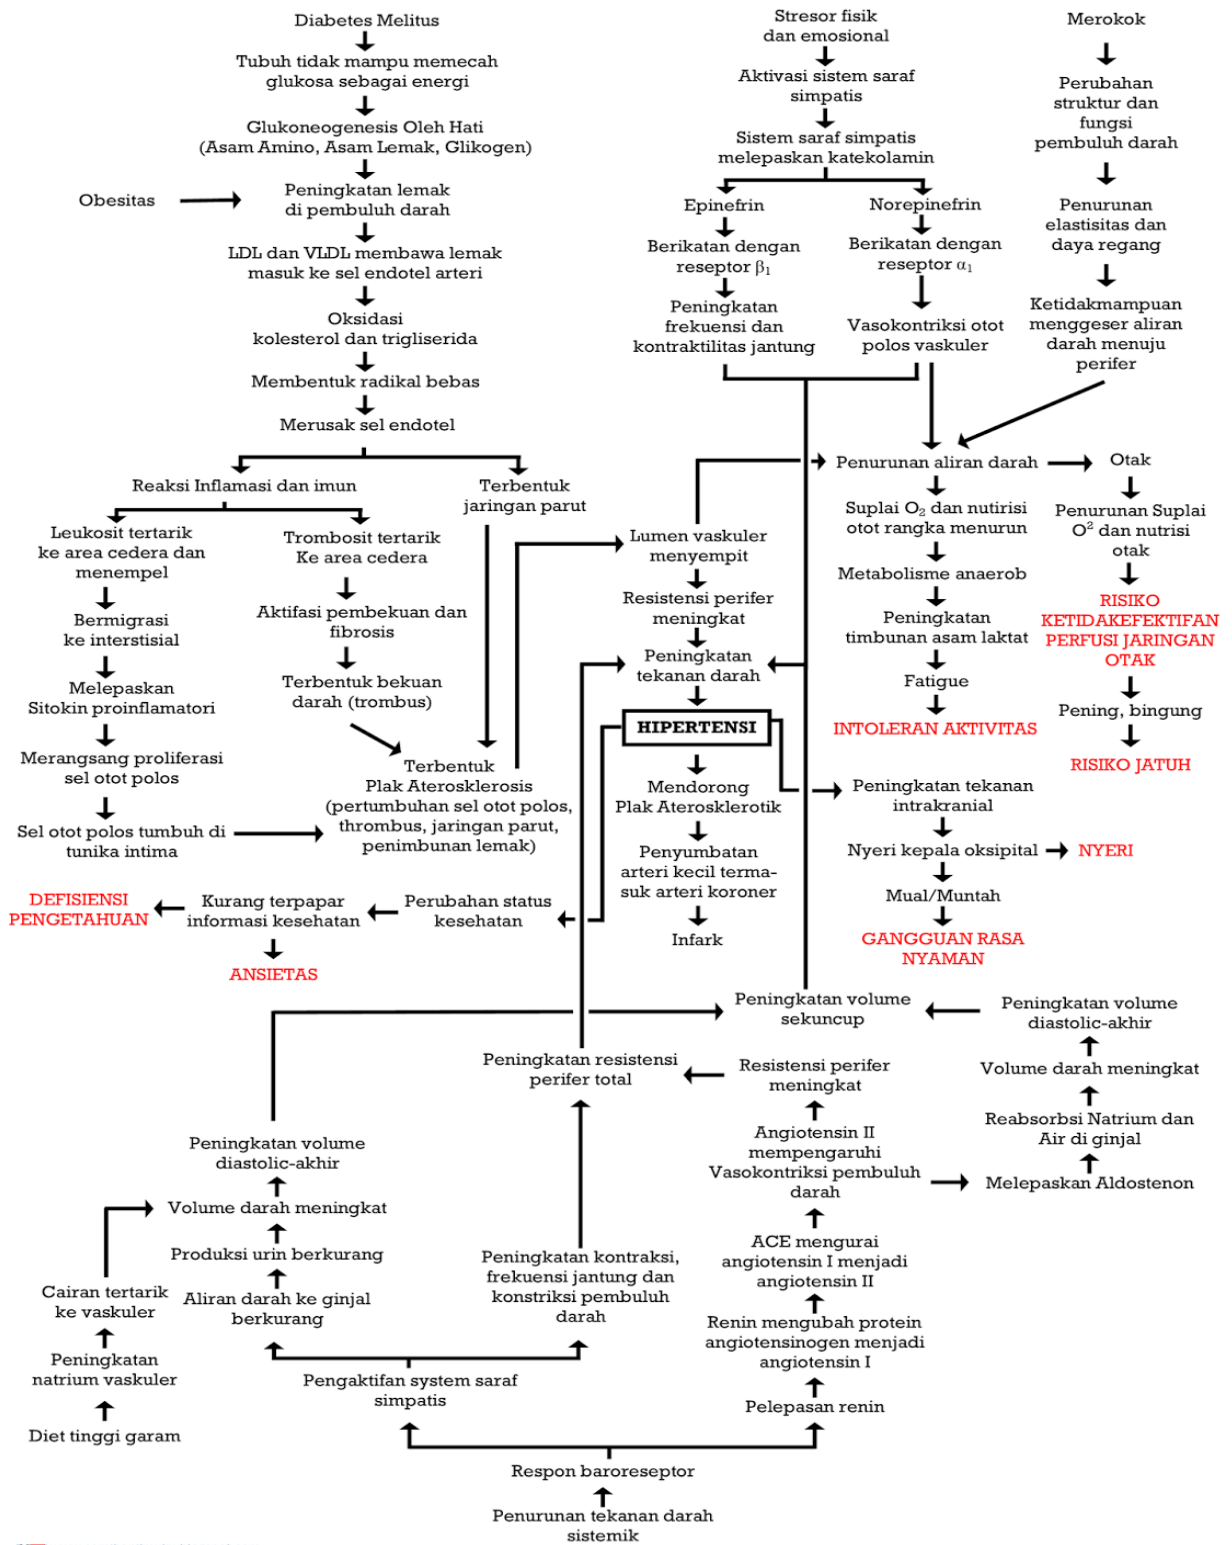 Diabetes Melitus
Tubuh tidak mampu memecah
glukosa sebagai energi
Glukoneogenesis Oleh Hati
(Asam Amino, Asam Lemak, Glikogen)
Obesitas
Peningkatan lemak
di pembuluh darah
LDL dan VLDL membawa lemak
masuk ke sel endotel arteri
Oksidasi
kolesterol dan trigliserida
Membentuk radikal bebas
Merusak sel endotel
Reaksi Inflamasi dan imun
Terbentuk
jaringan parut
Leukosit tertarik
ke area cedera dan
menempel
Bermigrasi
ke interstisial
Melepaskan
Sitokin proinflamatori
Merangsang proliferasi
sel otot polos
Sel otot polos tumbuh di
tunika intima
Trombosit tertarik
Ke area cedera
Aktifasi pembekuan dan
fibrosis
Terbentuk bekuan
darah (trombus)
Terbentuk
Plak Aterosklerosis
(pertumbuhan sel otot polos,
thrombus, jaringan parut,
penimbunan lemak)
Stresor fisik
dan emosional
Aktivasi sistem saraf
simpatis
Sistem saraf simpatis
melepaskan katekolamin
Epinefrin
Berikatan dengan
reseptor β₁
Peningkatan
frekuensi dan
kontraktilitas jantung
Norepinefrin
Berikatan dengan
reseptor α₁
Vasokontriksi otot
polos vaskuler
Merokok
Perubahan
struktur dan
fungsi
pembuluh darah
Penurunan
elastisitas dan
daya regang
Ketidakmampuan
menggeser aliran
darah menuju
perifer
Lumen vaskuler
menyempit
Resistensi perifer
meningkat
Peningkatan
tekanan darah
HIPERTENSI
Mendorong
Plak Aterosklerotik
Penyumbatan
arteri kecil terma-
suk arteri koroner
Infark
Penurunan aliran darah
Suplai O₂ dan nutirisi
otot rangka menurun
Metabolisme anaerob
Peningkatan
timbunan asam laktat
Fatigue
INTOLERAN AKTIVITAS
Otak
Penurunan Suplai
O² dan nutrisi
otak
RISIKO
KETIDAKEFEKTIFAN
PERFUSI JARINGAN
OTAK
Pening, bingung
RISIKO JATUH
Peningkatan tekanan
intrakranial
Nyeri kepala oksipital
NYERI
Mual/Muntah
GANGGUAN RASA
NYAMAN
Perubahan status
kesehatan
Kurang terpapar
informasi kesehatan
DEFISIENSI
PENGETAHUAN
ANSIETAS
Peningkatan volume
sekuncup
Peningkatan volume
diastolic-akhir
Volume darah meningkat
Reabsorbsi Natrium dan
Air di ginjal
Melepaskan Aldostenon
Peningkatan resistensi
perifer total
Resistensi perifer
meningkat
Angiotensin II
mempengaruhi
Vasokontriksi pembuluh
darah
ACE mengurai
angiotensin I menjadi
angiotensin II
Renin mengubah protein
angiotensinogen menjadi
angiotensin I
Pelepasan renin
Peningkatan volume
diastolic-akhir
Volume darah meningkat
Produksi urin berkurang
Aliran darah ke ginjal
berkurang
Cairan tertarik
ke vaskuler
Peningkatan
natrium vaskuler
Diet tinggi garam
Peningkatan kontraksi,
frekuensi jantung dan
konstriksi pembuluh
darah
Pengaktifan system saraf
simpatis
Respon baroreseptor
Penurunan tekanan darah
sistemik